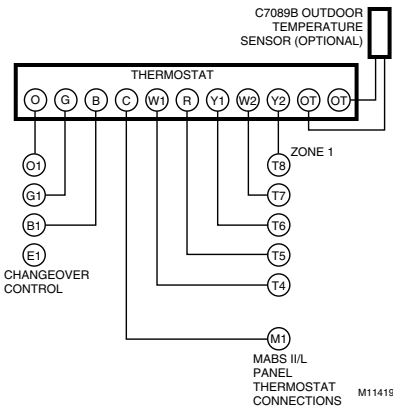 C7089B OUTDOOR
TEMPERATURE
SENSOR (OPTIONAL)
THERMOSTAT
O G B C W1 R Y1 W2 Y2 OT OT
ZONE 1
O1 T8
G1 T7
B1 T6
E1 T5
CHANGEOVER
CONTROL
T4
M1
MABS II/L
PANEL
THERMOSTAT
CONNECTIONS
M11419